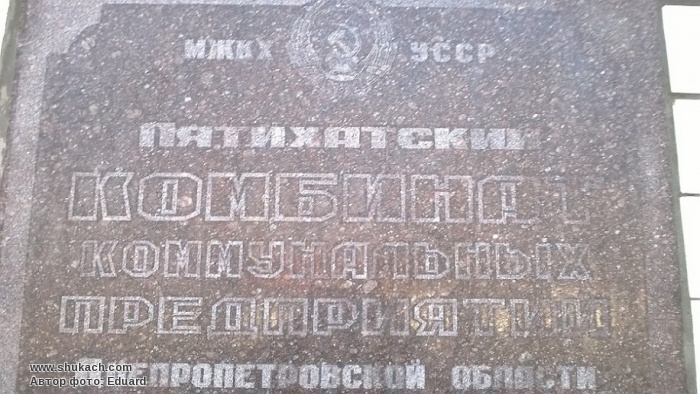 МЖКХ УССР
ПЯТИХАТСКИЙ
КОМБИНАТ
КОММУНАЛЬНЫХ
ПРЕДПРИЯТИЙ
ДНЕПРОПЕТРОВСКОЙ ОБЛАСТИ
www.shukach.com
Автор фото: Eduard